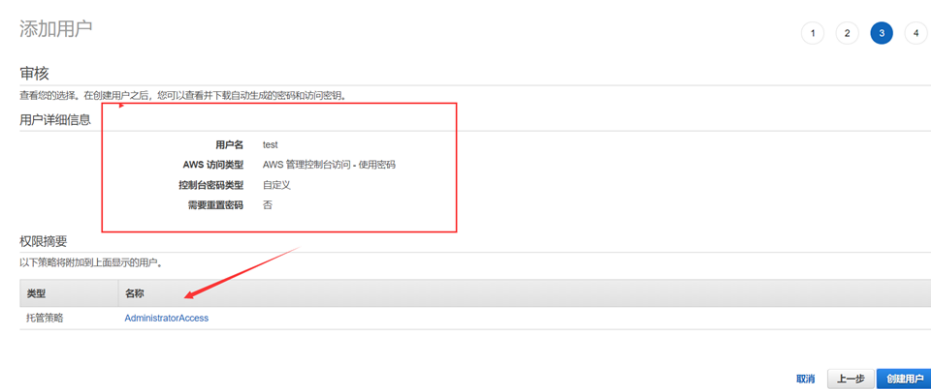 添加用户
1 2 3 4
审核
查看您的选择。在创建用户之后，您可以查看并下载自动生成的密码和访问密钥。
用户详细信息
用户名 test
AWS 访问类型 AWS 管理控制台访问 - 使用密码
控制台密码类型 自定义
需要重置密码 否
权限摘要
以下策略将附加到上面显示的用户。
类型 名称
托管策略 AdministratorAccess
取消 上一步 创建用户